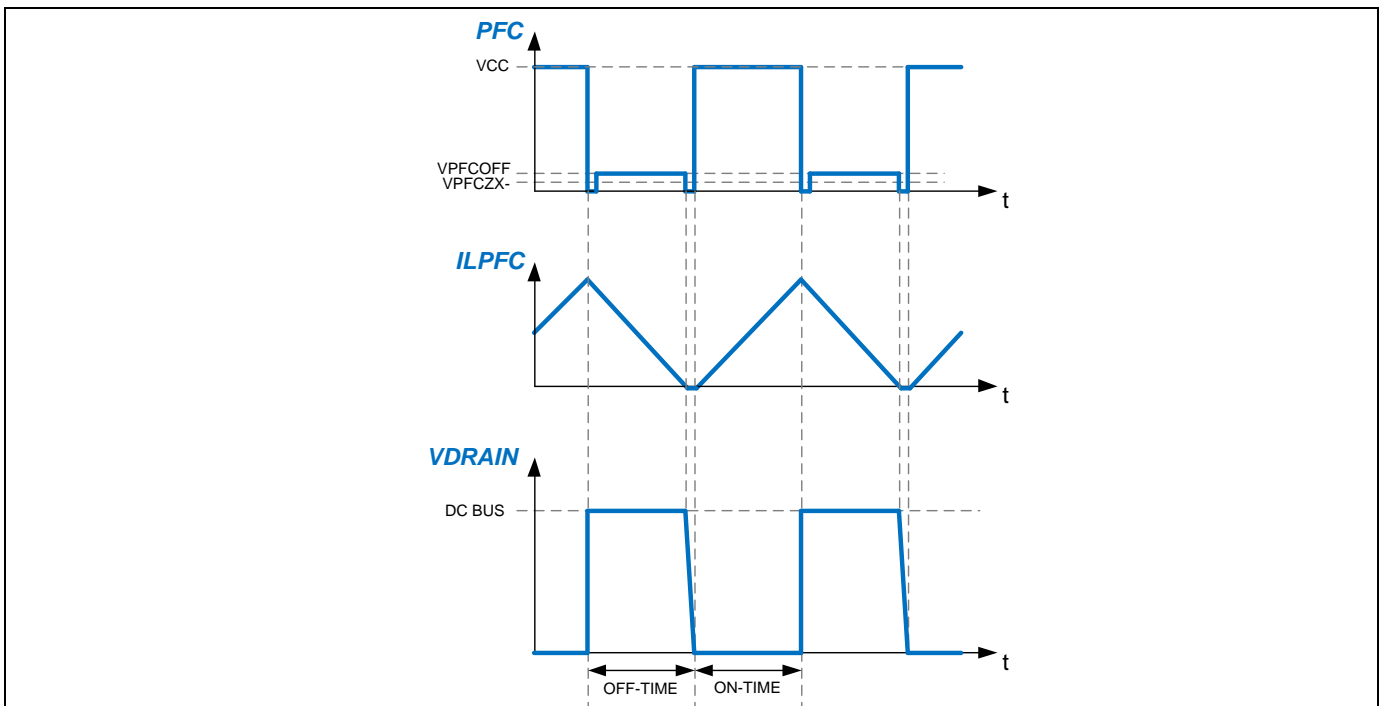 PFC
VCC
VPFCOFF
VPFCZX-
t
ILPFC
t
VDRAIN
DC BUS
t
OFF-TIME ON-TIME